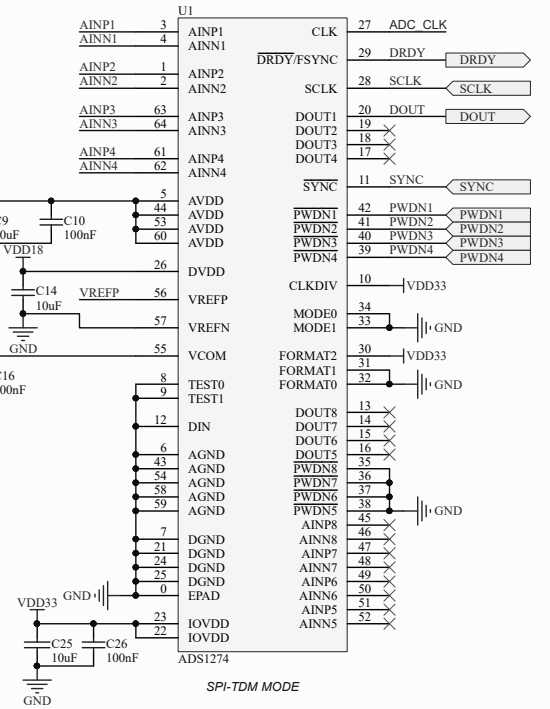 U1
AINP1 3 AINP1 CLK 27 ADC_CLK
AINN1 4 AINN1
DRDY/FSYNC 29 DRDY DRDY
AINP2 1 AINP2
AINN2 2 AINN2 SCLK 28 SCLK SCLK
AINP3 63 AINP3 DOUT1 20 DOUT DOUT
AINN3 64 AINN3 DOUT2 19
DOUT3 18
AINP4 61 AINP4 DOUT4 17
AINN4 62 AINN4
SYNC 11 SYNC SYNC
5 AVDD
44 AVDD PWDN1 42 PWDN1 PWDN1
53 AVDD PWDN2 41 PWDN2 PWDN2
60 AVDD PWDN3 40 PWDN3 PWDN3
PWDN4 39 PWDN4 PWDN4
C10
100nF
VDD18
26 DVDD
CLKDIV 10 VDD33
C14
10uF
VREFP 56 VREFP
MODE0 34
57 VREFN MODE1 33 GND
GND
55 VCOM FORMAT2 30 VDD33
FORMAT1 31
8 TEST0 FORMAT0 32 GND
9 TEST1
DOUT8 13
12 DIN DOUT7 14
DOUT6 15
6 AGND DOUT5 16
43 AGND PWDN8 35
54 AGND PWDN7 36
58 AGND PWDN6 37
59 AGND PWDN5 38 GND
AINP8 45
7 DGND AINN8 46
21 DGND AINP7 47
24 DGND AINN7 48
25 DGND AINP6 49
GND 0 EPAD AINN6 50
AINP5 51
VDD33 23 IOVDD AINN5 52
22 IOVDD
C25
10uF
C26
100nF
ADS1274
GND
SPI-TDM MODE